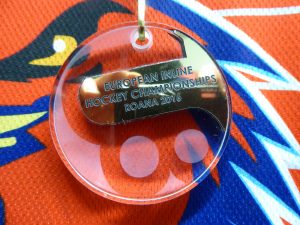 EUROPEAN INLINE
HOCKEY CHAMPIONSHIPS
ROANA 2016